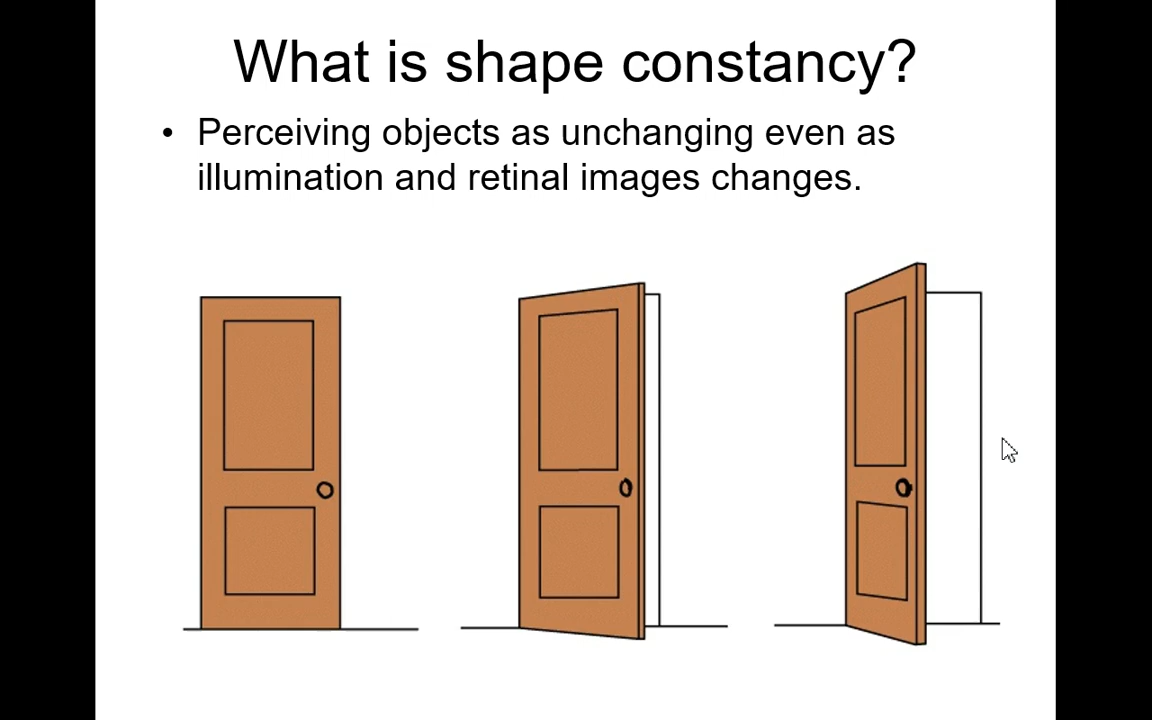 What is shape constancy?
• Perceiving objects as unchanging even as
illumination and retinal images changes.